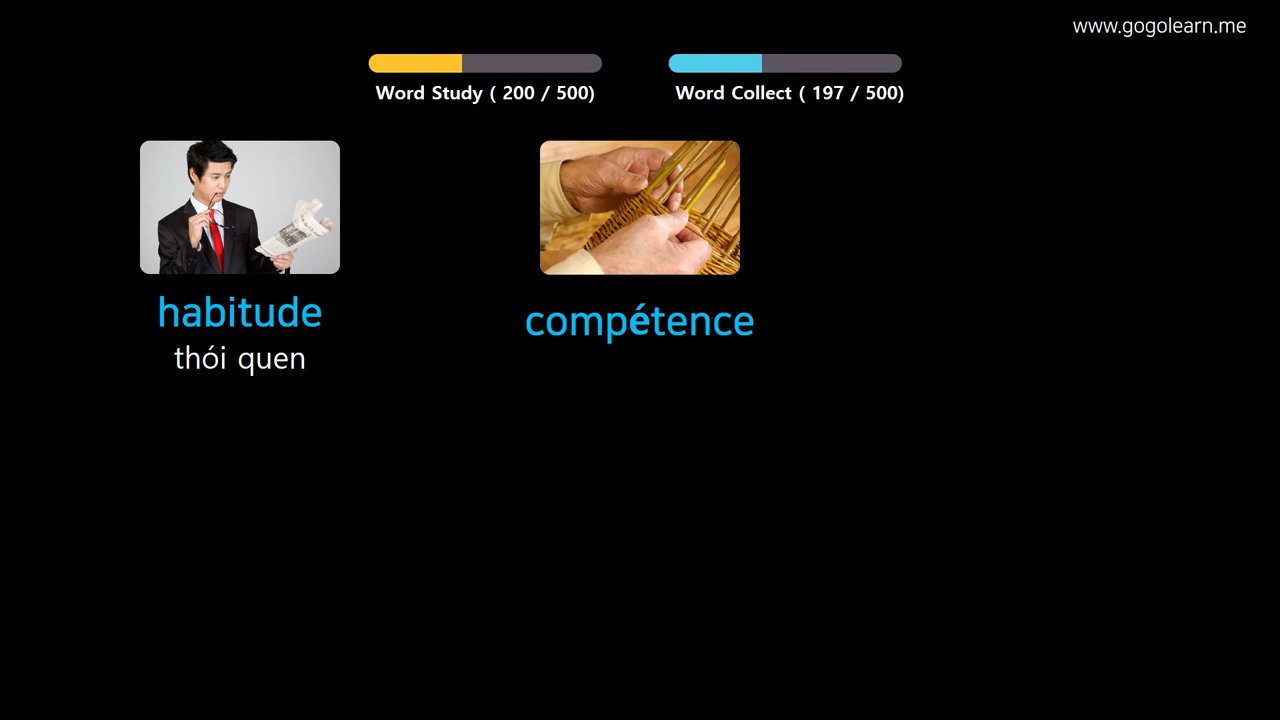 www.gogolearn.me
Word Study ( 200 / 500)
Word Collect ( 197 / 500)
habitude
thói quen
compétence